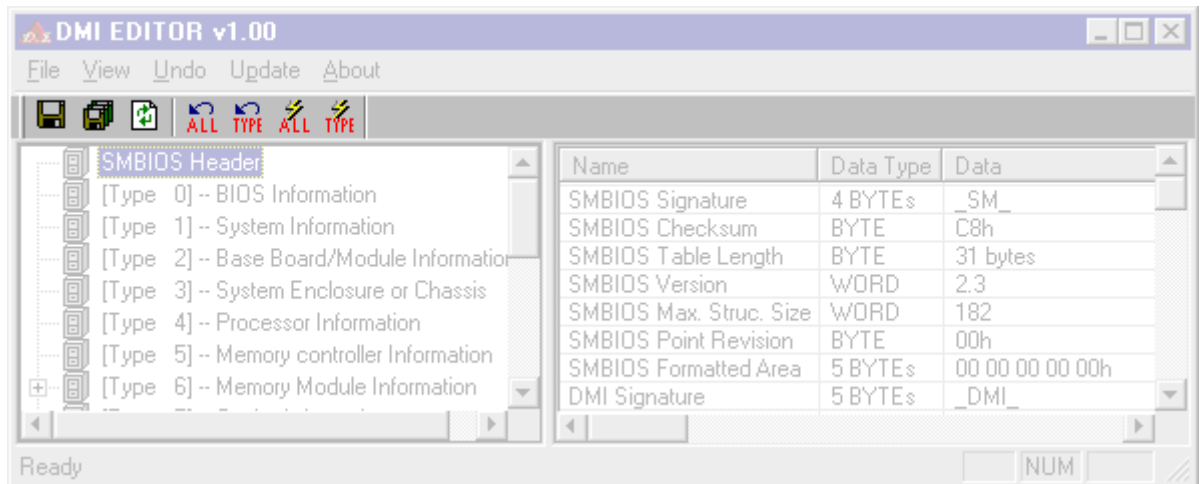 DMI EDITOR v1.00
File View Undo Update About
ALL TYPE ALL TYPE
SMBIOS Header
[Type 0] -- BIOS Information
[Type 1] -- System Information
[Type 2] -- Base Board/Module Information
[Type 3] -- System Enclosure or Chassis
[Type 4] -- Processor Information
[Type 5] -- Memory controller Information
[Type 6] -- Memory Module Information
Name Data Type Data
SMBIOS Signature 4 BYTEs _SM_
SMBIOS Checksum BYTE C8h
SMBIOS Table Length BYTE 31 bytes
SMBIOS Version WORD 2.3
SMBIOS Max. Struc. Size WORD 182
SMBIOS Point Revision BYTE 00h
SMBIOS Formatted Area 5 BYTEs 00 00 00 00 00h
DMI Signature 5 BYTEs _DMI_
Ready NUM